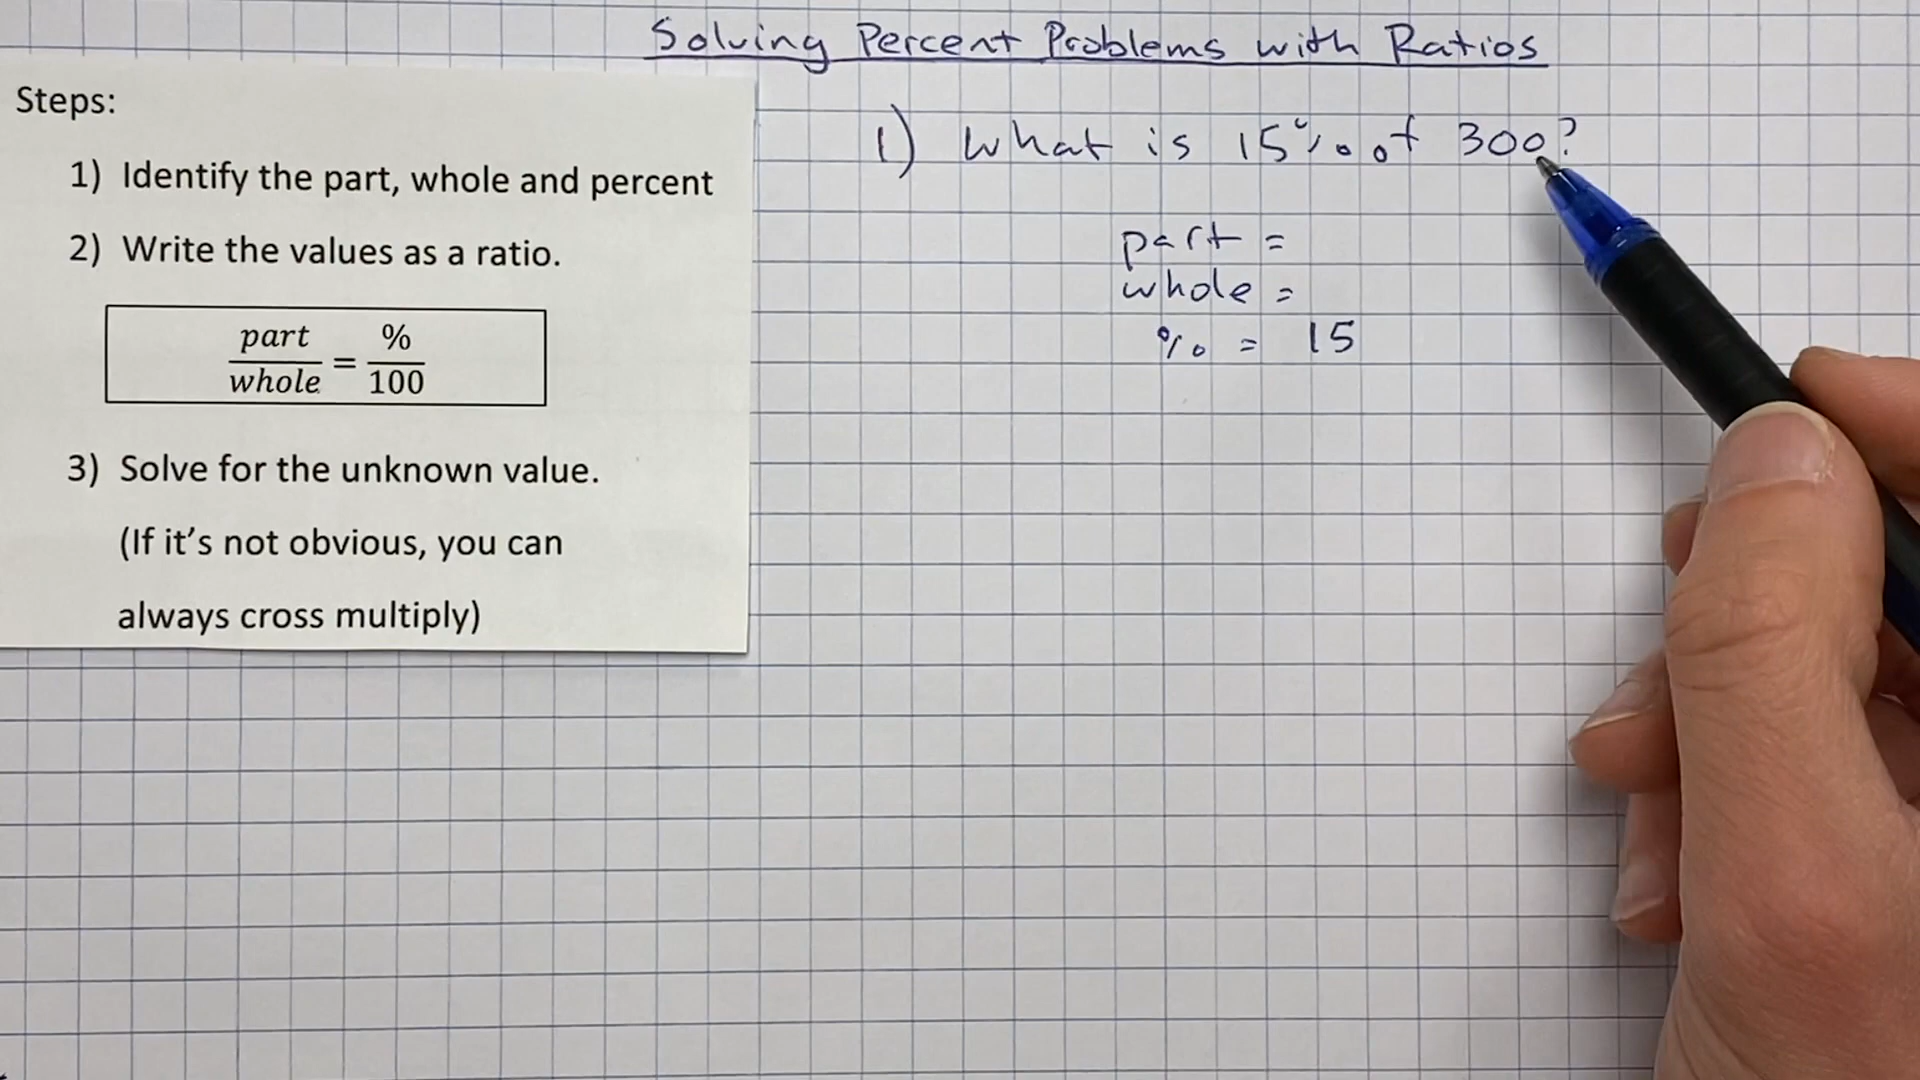 Solving Percent Problems with Ratios
Steps:
1) Identify the part, whole and percent
2) Write the values as a ratio.
part/whole = %/100
3) Solve for the unknown value.
(If it's not obvious, you can
always cross multiply)
1) What is 15% of 300?
part =
whole =
% = 15